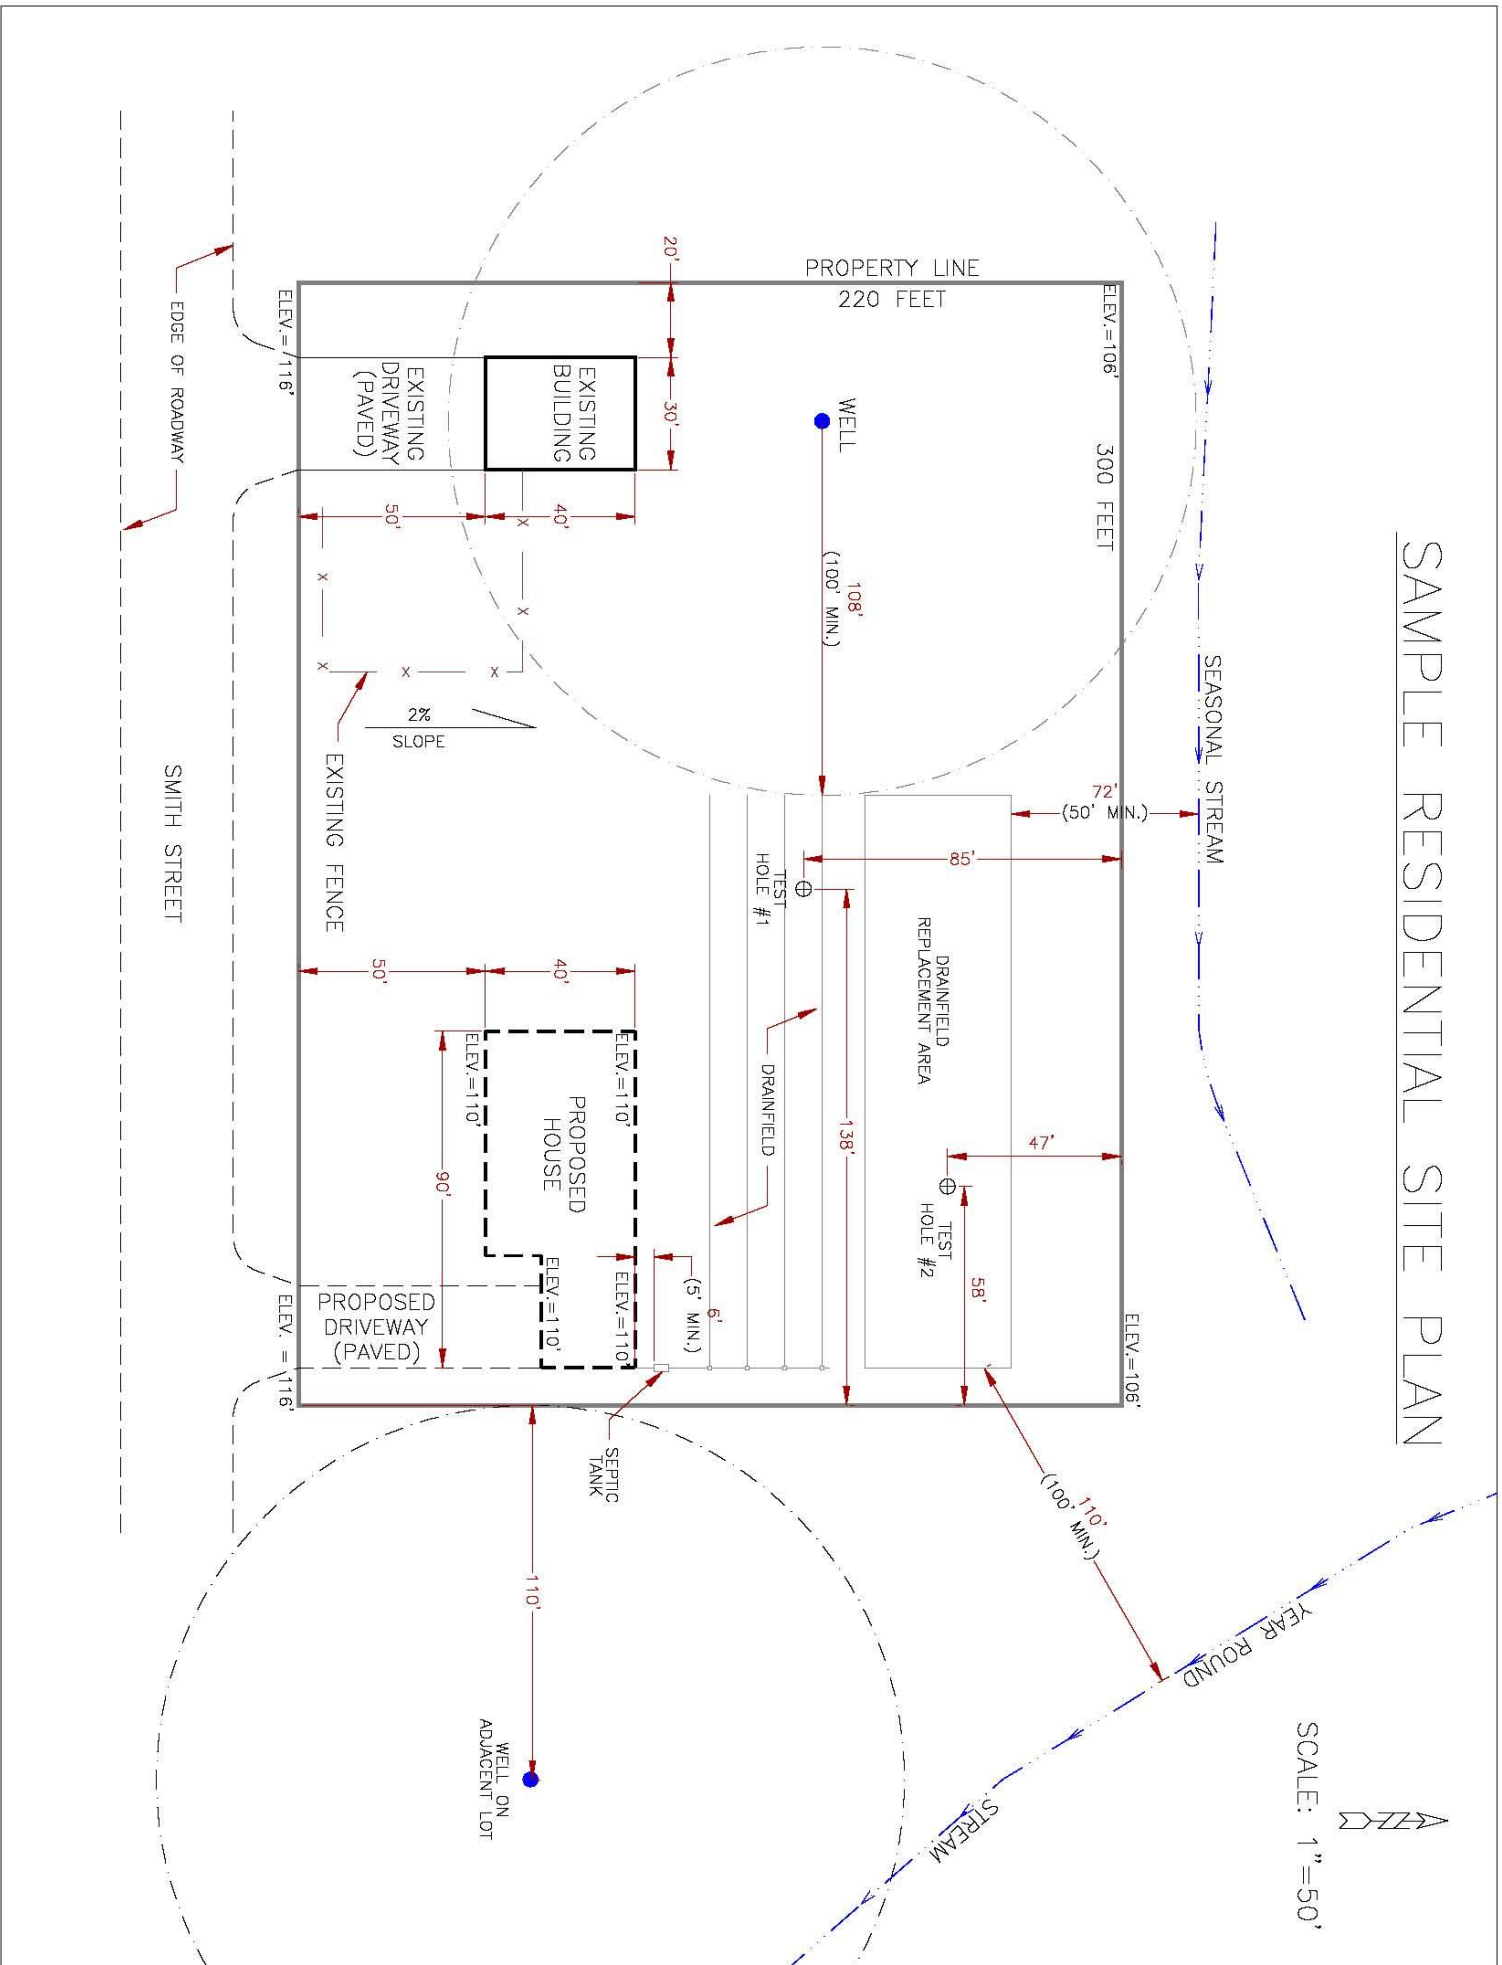 SAMPLE RESIDENTIAL SITE PLAN
SCALE: 1"=50'
N
SEASONAL STREAM
YEAR ROUND
STREAM
PROPERTY LINE
220 FEET
ELEV.=106'
300 FEET
ELEV.=106'
72'
(50' MIN.)
WELL
108'
(100' MIN.)
85'
47'
110'
(100' MIN.)
DRAINFIELD
REPLACEMENT AREA
TEST
HOLE #2
58'
TEST
HOLE #1
138'
DRAINFIELD
20'
30'
EXISTING
BUILDING
40'
50'
EXISTING
DRIVEWAY
(PAVED)
X
X
X
X
X
X
2%
SLOPE
EXISTING FENCE
6'
(5' MIN.)
SEPTIC
TANK
40'
50'
ELEV.=110'
ELEV.=110'
ELEV.=110'
ELEV.=110'
PROPOSED
HOUSE
90'
PROPOSED
DRIVEWAY
(PAVED)
110'
WELL ON
ADJACENT LOT
ELEV.= 116'
ELEV. = 116'
EDGE OF ROADWAY
SMITH STREET